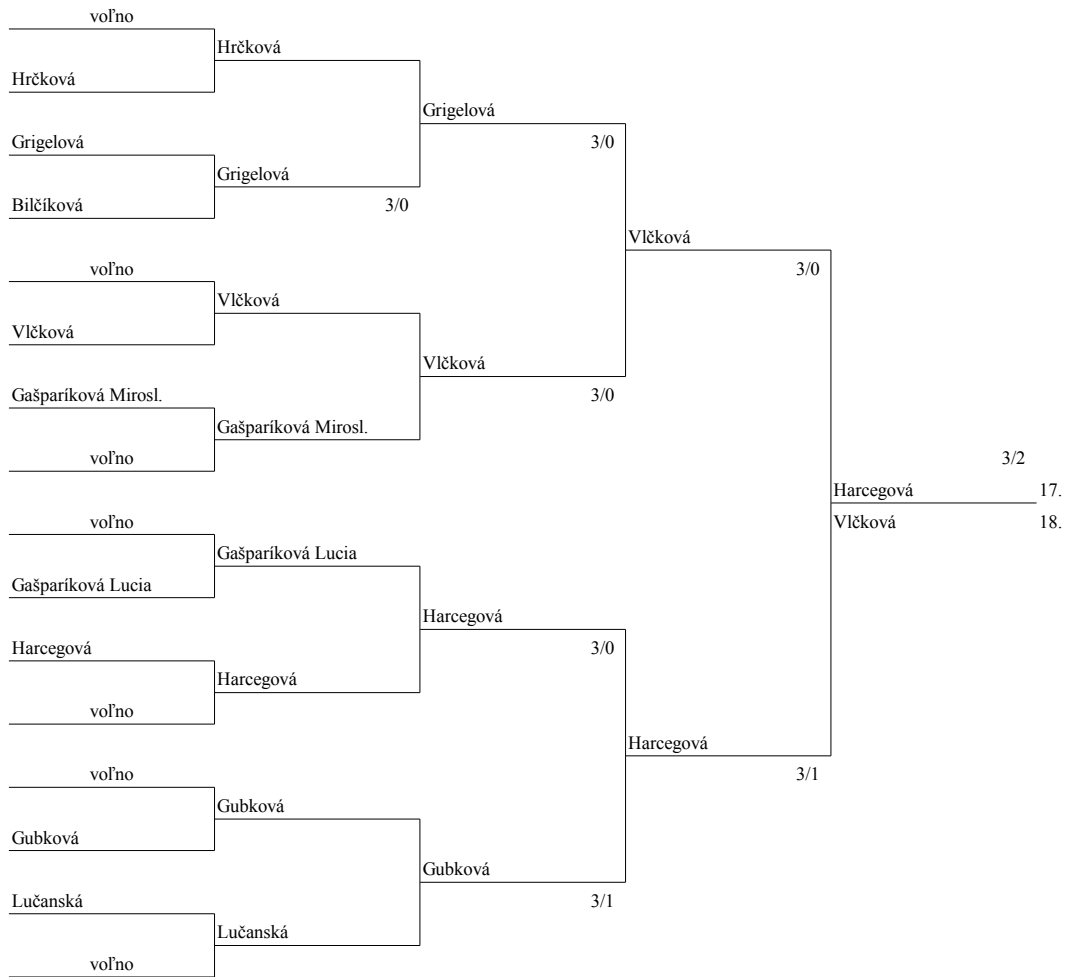 voľno
Hrčková
Hrčková
Grigelová
Grigelová
3/0
Grigelová
3/0
Bilčíková
Vlčková
3/0
voľno
Vlčková
Vlčková
Vlčková
3/0
Gašparíková Mirosl.
Gašparíková Mirosl.
voľno
3/2
Harcegová 17.
Vlčková 18.
voľno
Gašparíková Lucia
Gašparíková Lucia
Harcegová
3/0
Harcegová
Harcegová
voľno
Harcegová
3/1
voľno
Gubková
Gubková
Gubková
3/1
Lučanská
Lučanská
voľno